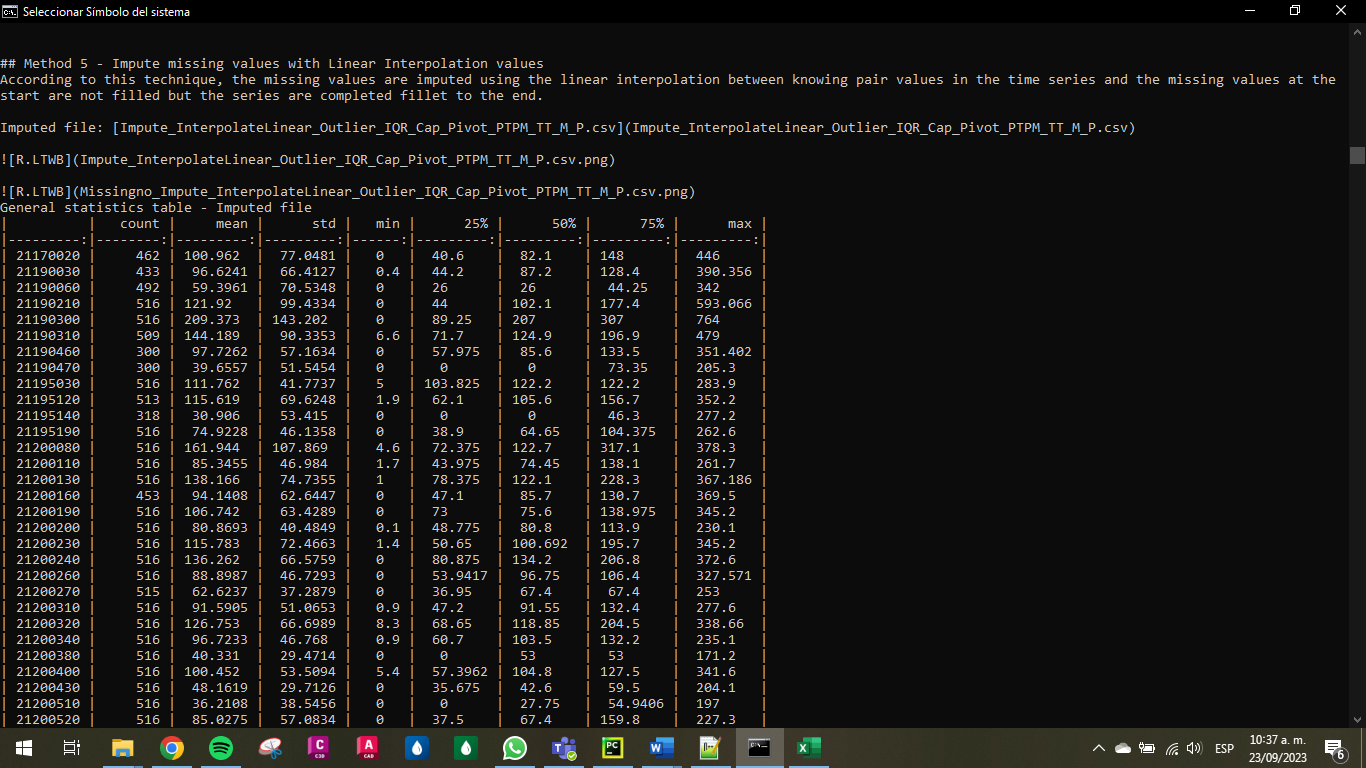 Seleccionar Símbolo del sistema
## Method 5 - Impute missing values with Linear Interpolation values
According to this technique, the missing values are imputed using the linear interpolation between knowing pair values in the time series and the missing values at the
start are not filled but the series are completed fillet to the end.
Imputed file: [Impute_InterpolateLinear_Outlier_IQR_Cap_Pivot_PTPM_TT_M_P.csv](Impute_InterpolateLinear_Outlier_IQR_Cap_Pivot_PTPM_TT_M_P.csv)
![R.LTWB](Impute_InterpolateLinear_Outlier_IQR_Cap_Pivot_PTPM_TT_M_P.csv.png)
![R.LTWB](Missingno_Impute_InterpolateLinear_Outlier_IQR_Cap_Pivot_PTPM_TT_M_P.csv.png)
General statistics table - Imputed file
|          |   count |     mean |      std |   min |      25% |      50% |      75% |      max |
|---------:|--------:|---------:|---------:|------:|---------:|---------:|---------:|---------:|
| 21170020 |     462 | 100.962  |  77.0481 |   0   |  40.6    |  82.1    | 148      | 446      |
| 21190030 |     433 |  96.6241 |  66.4127 |   0.4 |  44.2    |  87.2    | 128.4    | 390.356  |
| 21190060 |     492 |  59.3961 |  70.5348 |   0   |  26      |  26      |  44.25   | 342      |
| 21190210 |     516 | 121.92   |  99.4334 |   0   |  44      | 102.1    | 177.4    | 593.066  |
| 21190300 |     516 | 209.373  | 143.202  |   0   |  89.25   | 207      | 307      | 764      |
| 21190310 |     509 | 144.189  |  90.3353 |   6.6 |  71.7    | 124.9    | 196.9    | 479      |
| 21190460 |     300 |  97.7262 |  57.1634 |   0   |  57.975  |  85.6    | 133.5    | 351.402  |
| 21190470 |     300 |  39.6557 |  51.5454 |   0   |   0      |   0      |  73.35   | 205.3    |
| 21195030 |     516 | 111.762  |  41.7737 |   5   | 103.825  | 122.2    | 122.2    | 283.9    |
| 21195120 |     513 | 115.619  |  69.6248 |   1.9 |  62.1    | 105.6    | 156.7    | 352.2    |
| 21195140 |     318 |  30.906  |  53.415  |   0   |   0      |   0      |  46.3    | 277.2    |
| 21195190 |     516 |  74.9228 |  46.1358 |   0   |  38.9    |  64.65   | 104.375  | 262.6    |
| 21200080 |     516 | 161.944  | 107.869  |   4.6 |  72.375  | 122.7    | 317.1    | 378.3    |
| 21200110 |     516 |  85.3455 |  46.984  |   1.7 |  43.975  |  74.45   | 138.1    | 261.7    |
| 21200130 |     516 | 138.166  |  74.7355 |   1   |  78.375  | 122.1    | 228.3    | 367.186  |
| 21200160 |     453 |  94.1408 |  62.6447 |   0   |  47.1    |  85.7    | 130.7    | 369.5    |
| 21200190 |     516 | 106.742  |  63.4289 |   0   |  73      |  75.6    | 138.975  | 345.2    |
| 21200200 |     516 |  80.8693 |  40.4849 |   0.1 |  48.775  |  80.8    | 113.9    | 230.1    |
| 21200230 |     516 | 115.783  |  72.4663 |   1.4 |  50.65   | 100.692  | 195.7    | 345.2    |
| 21200240 |     516 | 136.262  |  66.5759 |   0   |  80.875  | 134.2    | 206.8    | 372.6    |
| 21200260 |     516 |  88.8987 |  46.7293 |   0   |  53.9417 |  96.75   | 106.4    | 327.571  |
| 21200270 |     515 |  62.6237 |  37.2879 |   0   |  36.95   |  67.4    |  67.4    | 253      |
| 21200310 |     516 |  91.5905 |  51.0653 |   0.9 |  47.2    |  91.55   | 132.4    | 277.6    |
| 21200320 |     516 | 126.753  |  66.6989 |   8.3 |  68.65   | 118.85   | 204.5    | 338.66   |
| 21200340 |     516 |  96.7233 |  46.768  |   0.9 |  60.7    | 103.5    | 132.2    | 235.1    |
| 21200380 |     516 |  40.331  |  29.4714 |   0   |   0      |  53      |  53      | 171.2    |
| 21200400 |     516 | 100.452  |  53.5094 |   5.4 |  57.3962 | 104.8    | 127.5    | 341.6    |
| 21200430 |     516 |  48.1619 |  29.7126 |   0   |  35.675  |  42.6    |  59.5    | 204.1    |
| 21200510 |     516 |  36.2108 |  38.5456 |   0   |   0      |  27.75   |  54.9406 | 197      |
| 21200520 |     516 |  85.0275 |  57.0834 |   0   |  37.5    |  67.4    | 159.8    | 227.3    |
ESP
10:37 a. m.
23/09/2023
6